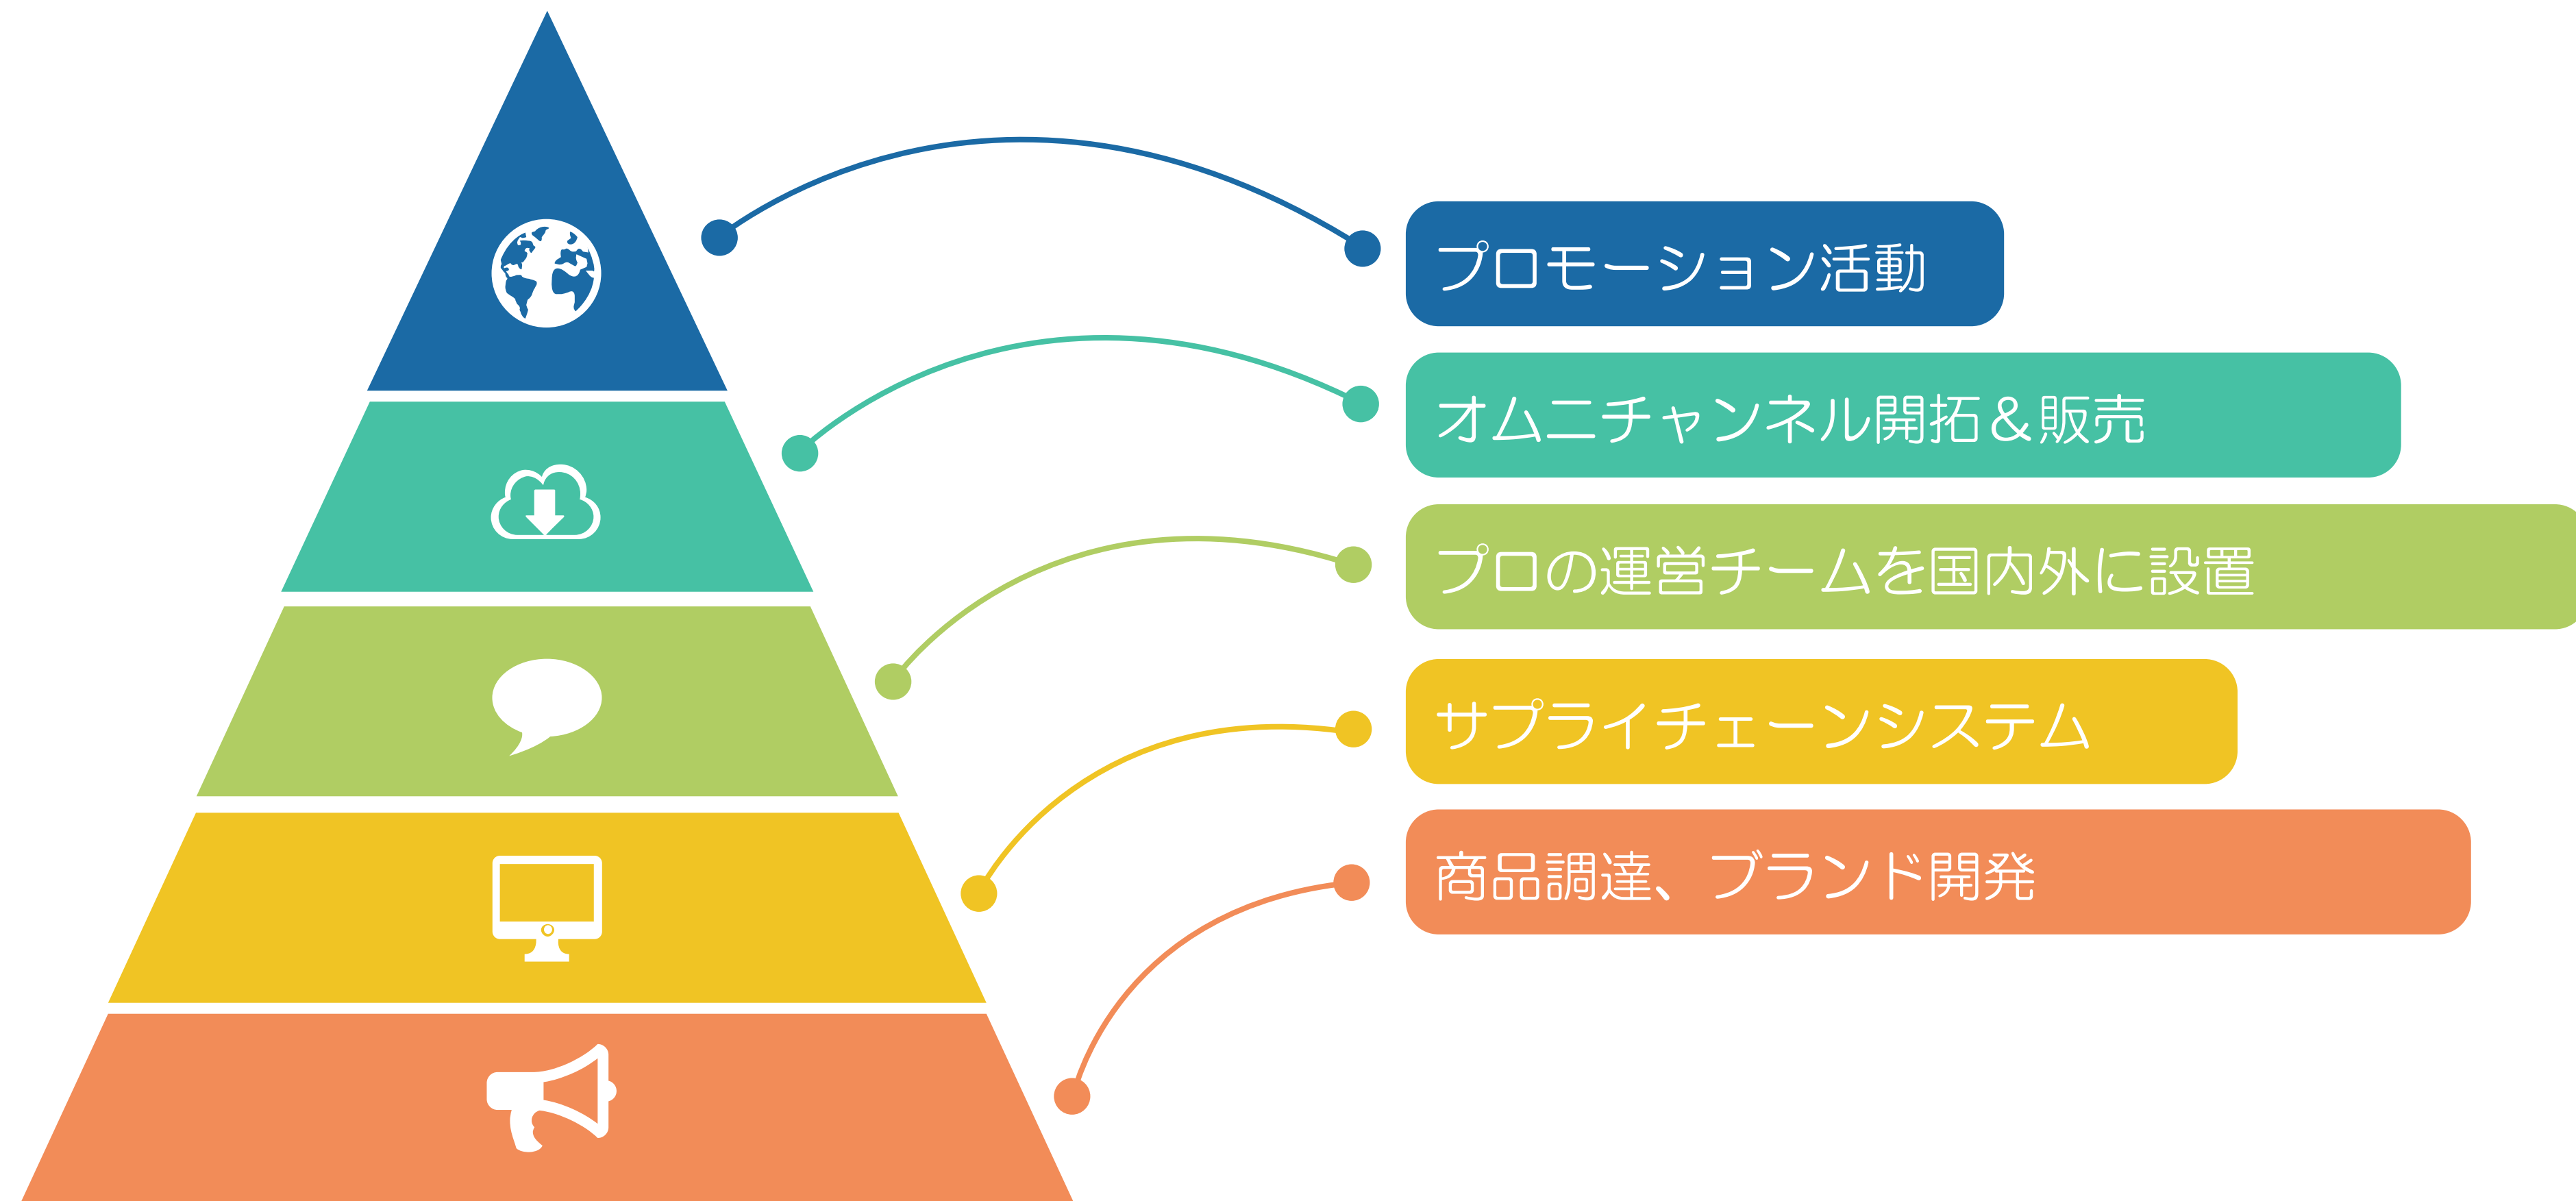 プロモーション活動
オムニチャンネル開拓＆販売
プロの運営チームを国内外に設置
サプライチェーンシステム
商品調達、ブランド開発